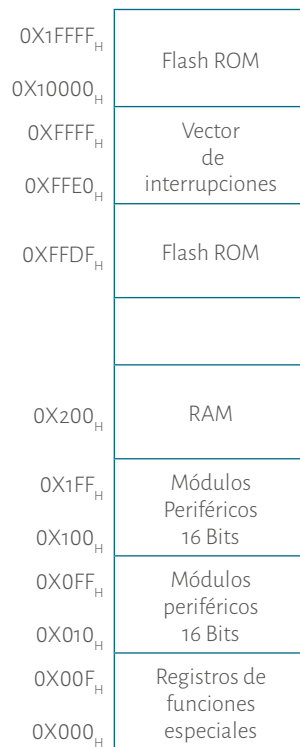 0X1FFFFH
Flash ROM
0X10000H
0XFFFFH
Vector
de
interrupciones
0XFFE0H
0XFFDFH
Flash ROM
0X200H
RAM
0X1FFH
Módulos
Periféricos
16 Bits
0X100H
0X0FFH
Módulos
periféricos
16 Bits
0X010H
0X00FH
Registros de
funciones
especiales
0X000H